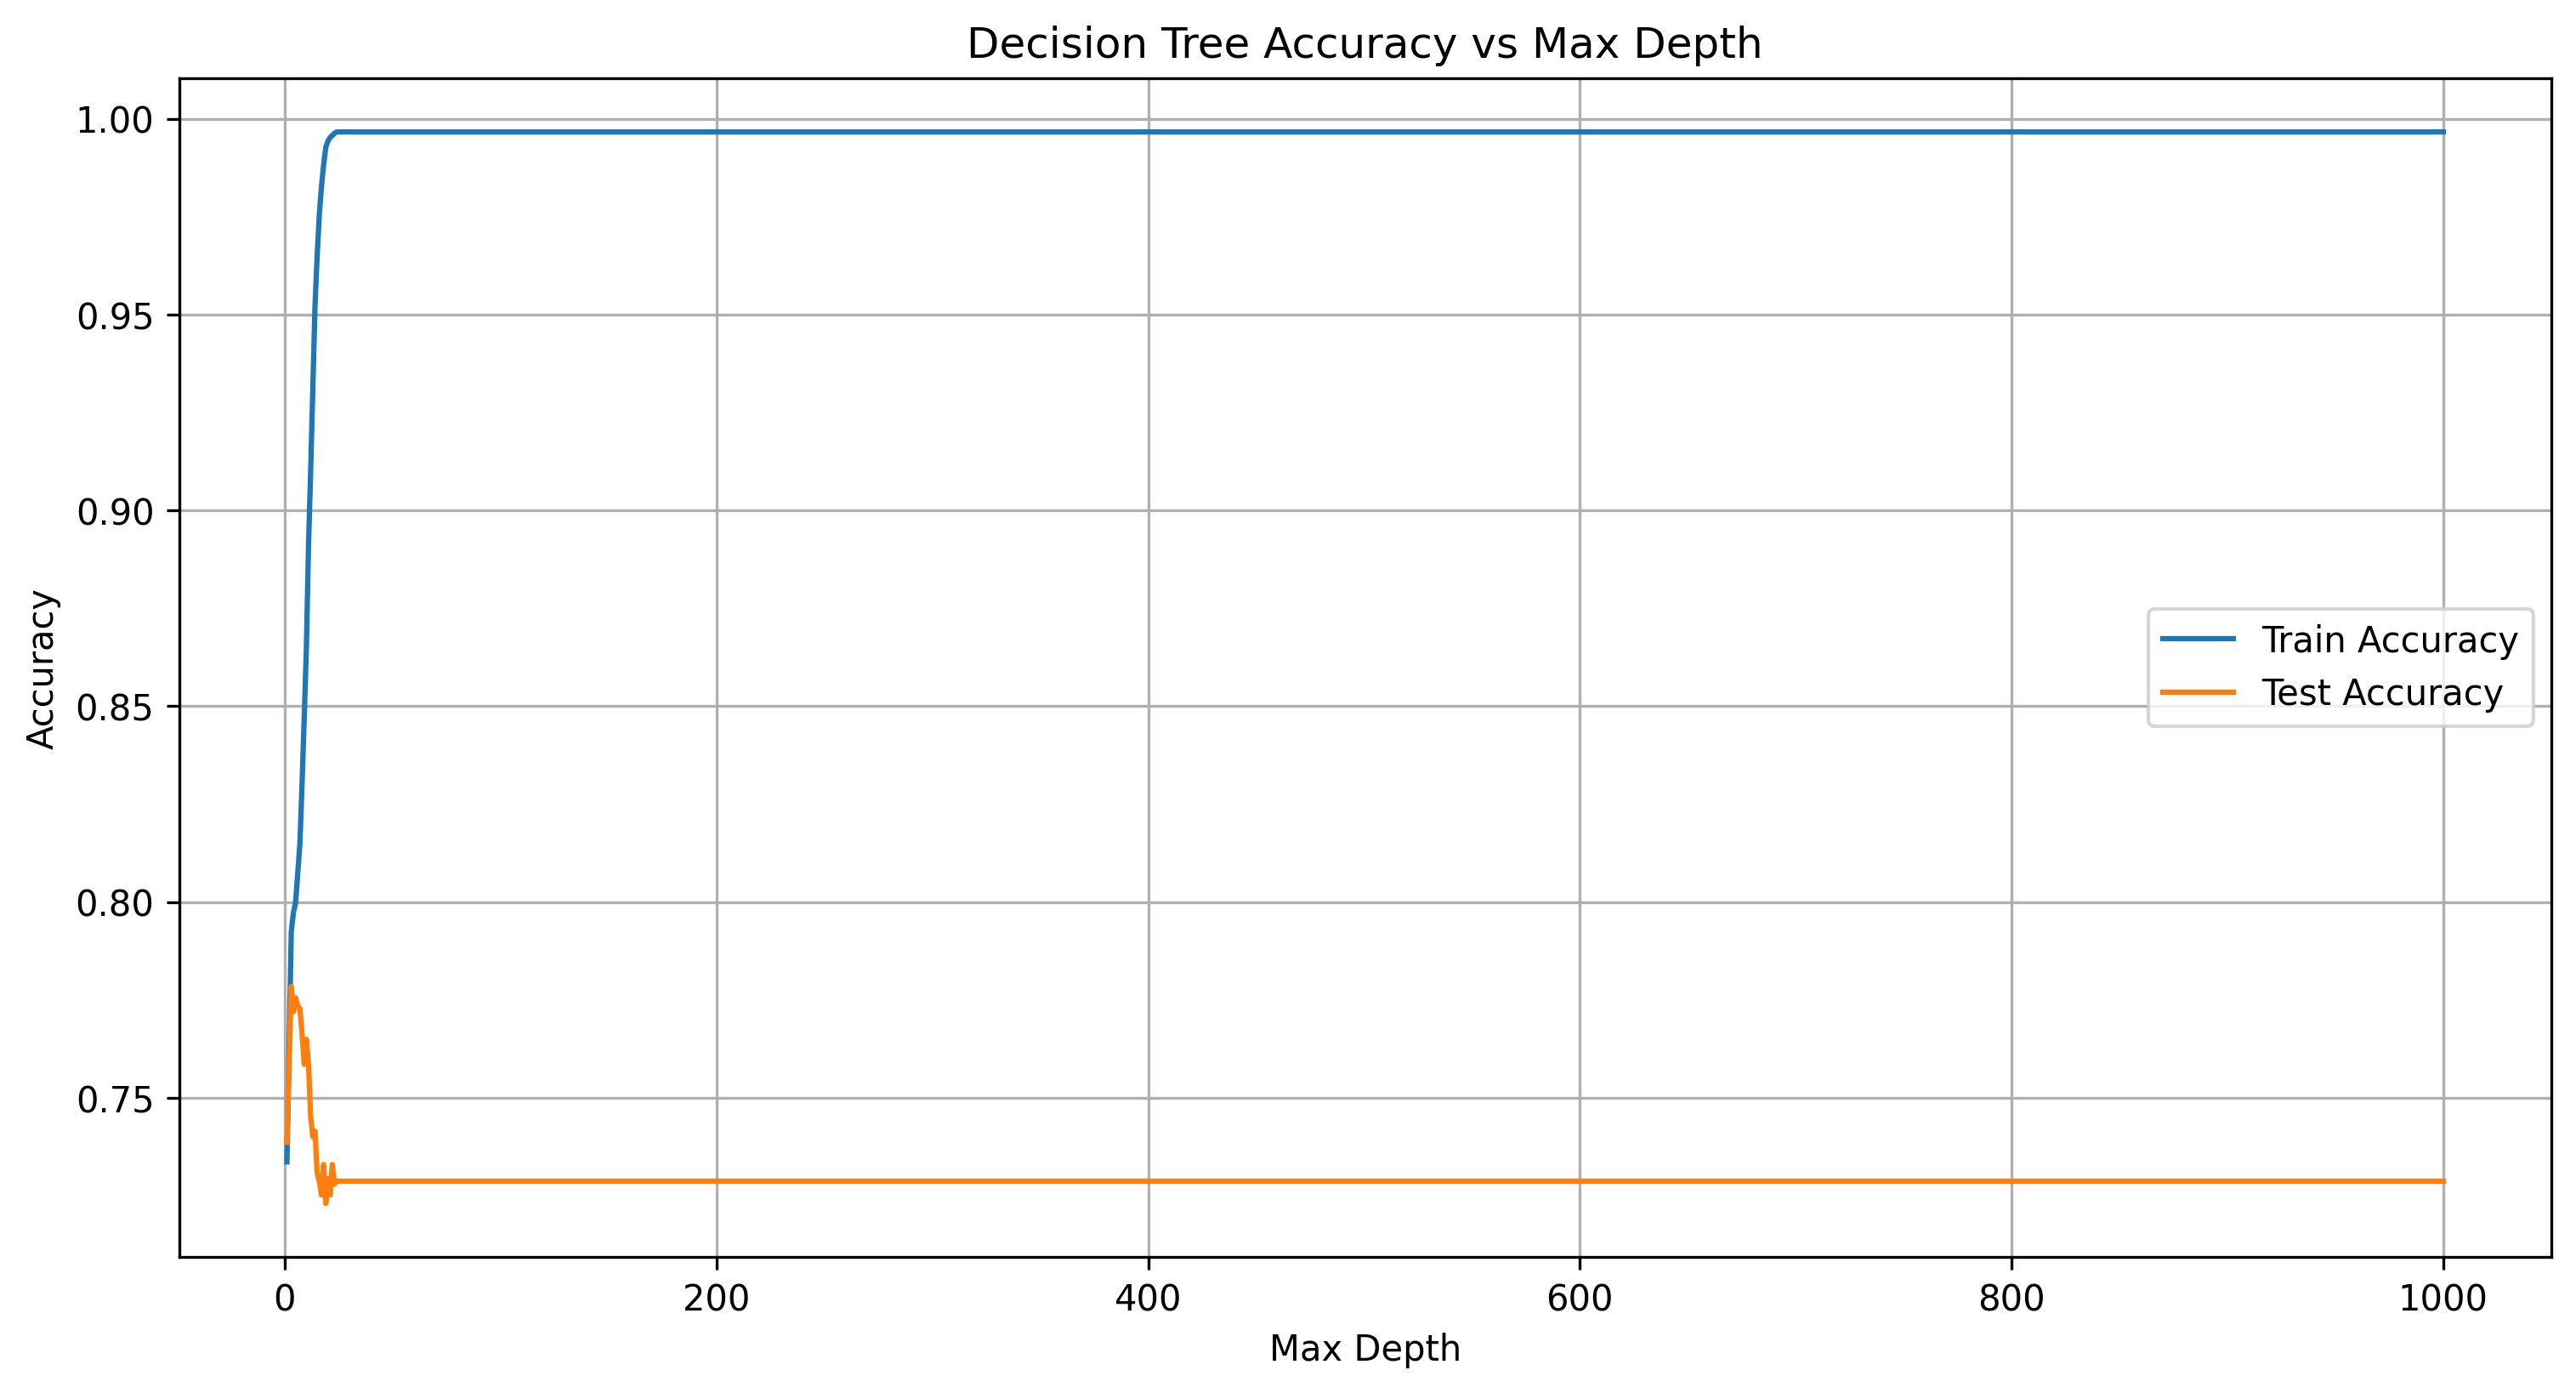 Decision Tree Accuracy vs Max Depth
1.00
0.95
0.90
0.85
0.80
0.75
Accuracy
Train Accuracy
Test Accuracy
0
200
400
600
800
1000
Max Depth